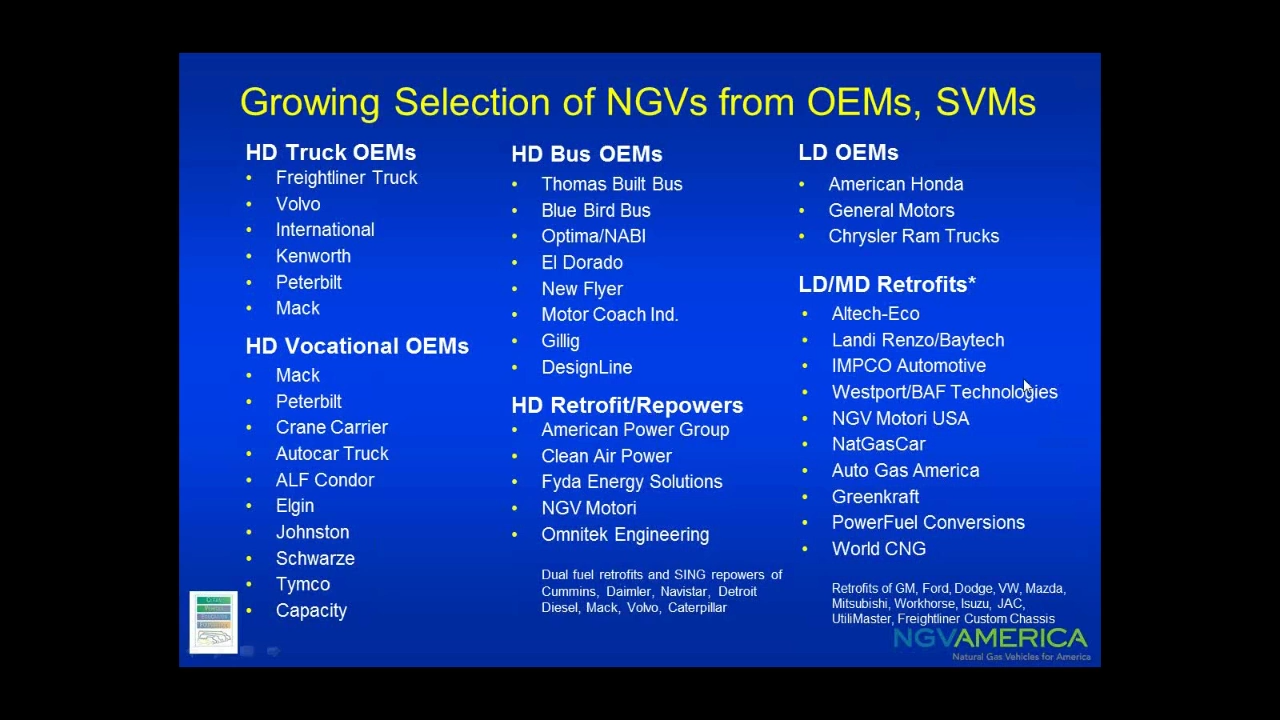 Growing Selection of NGVs from OEMs, SVMs
HD Truck OEMs
• Freightliner Truck
• Volvo
• International
• Kenworth
• Peterbilt
• Mack
HD Vocational OEMs
• Mack
• Peterbilt
• Crane Carrier
• Autocar Truck
• ALF Condor
• Elgin
• Johnston
• Schwarze
• Tymco
• Capacity
HD Bus OEMs
• Thomas Built Bus
• Blue Bird Bus
• Optima/NABI
• El Dorado
• New Flyer
• Motor Coach Ind.
• Gillig
• DesignLine
HD Retrofit/Repowers
• American Power Group
• Clean Air Power
• Fyda Energy Solutions
• NGV Motori
• Omnitek Engineering
Dual fuel retrofits and SING repowers of
Cummins, Daimler, Navistar, Detroit
Diesel, Mack, Volvo, Caterpillar
LD OEMs
• American Honda
• General Motors
• Chrysler Ram Trucks
LD/MD Retrofits*
• Altech-Eco
• Landi Renzo/Baytech
• IMPCO Automotive
• Westport/BAF Technologies
• NGV Motori USA
• NatGasCar
• Auto Gas America
• Greenkraft
• PowerFuel Conversions
• World CNG
Retrofits of GM, Ford, Dodge, VW, Mazda,
Mitsubishi, Workhorse, Isuzu, JAC,
UtiliMaster, Freightliner Custom Chassis
NGVAMERICA
Natural Gas Vehicles for America